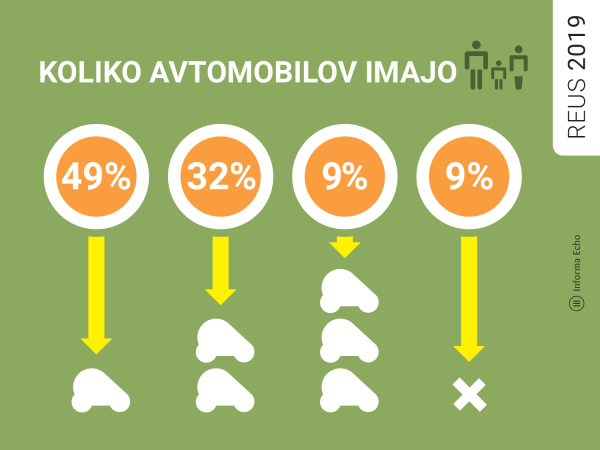 KOLIKO AVTOMOBILOV IMAJO
49%
32%
9%
9%
REUS 2019
Informa Echo